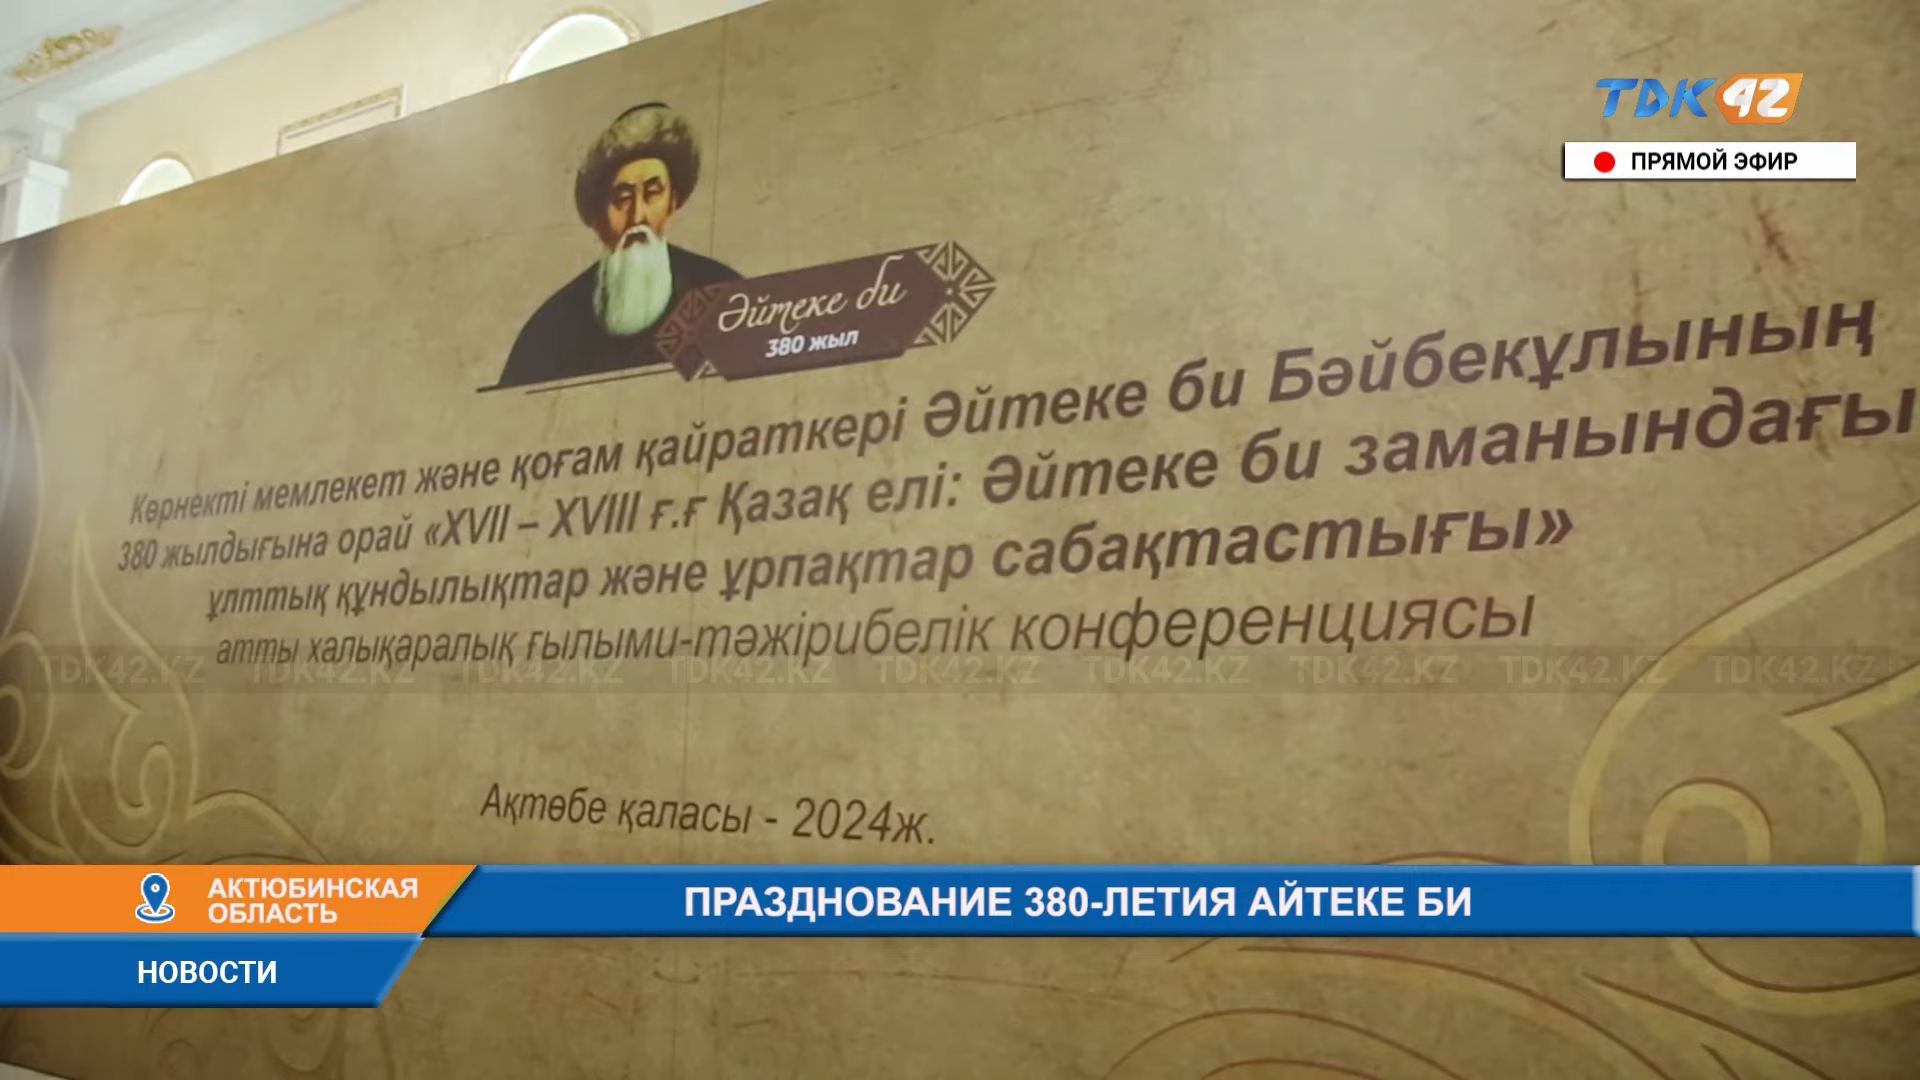 TDK42
ПРЯМОЙ ЭФИР
Әйтеке би
380 жыл
Көрнекті мемлекет және қоғам қайраткері Әйтеке би Бәйбекұлының
380 жылдығына орай «XVII – XVIII ғ.ғ Қазақ елі: Әйтеке би заманындағы
ұлттық құндылықтар және ұрпақтар сабақтастығы»
атты халықаралық ғылыми-тәжірибелік конференциясы
TDK42.KZ TDK42.KZ TDK42.KZ TDK42.KZ TDK42.KZ TDK42.KZ TDK42.KZ TDK42.KZ TDK42.KZ
Ақтөбе қаласы - 2024ж.
АКТЮБИНСКАЯ
ОБЛАСТЬ
ПРАЗДНОВАНИЕ 380-ЛЕТИЯ АЙТЕКЕ БИ
НОВОСТИ